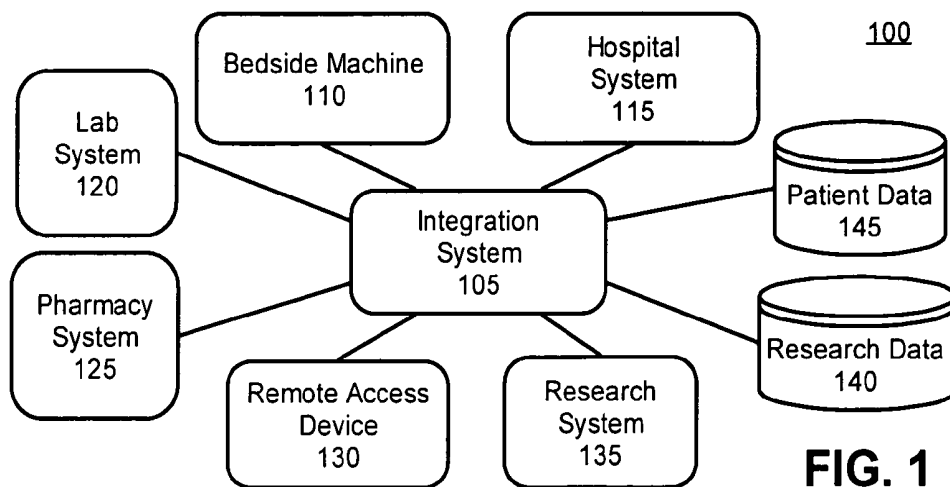 100
Bedside Machine
110
Hospital
System
115
Lab
System
120
Patient Data
145
Integration
System
105
Pharmacy
System
125
Research Data
140
Remote Access
Device
130
Research
System
135
FIG. 1